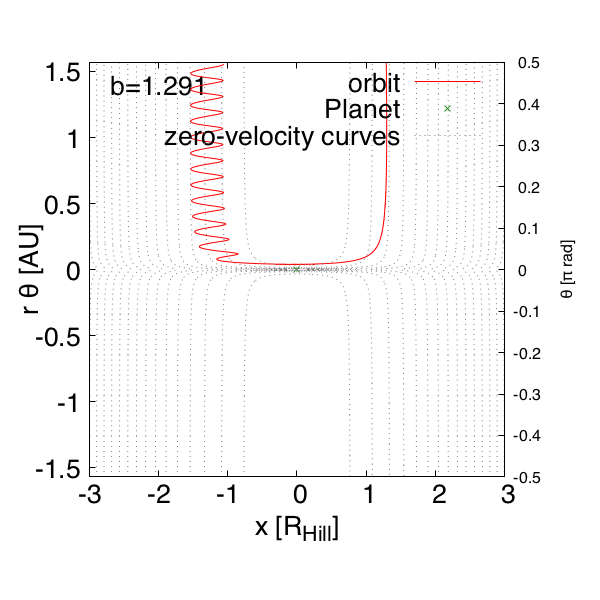 b=1.291
orbit
Planet
zero-velocity curves
1.5
1
0.5
0
-0.5
-1
-1.5
r θ [AU]
0.5
0.4
0.3
0.2
0.1
0
-0.1
-0.2
-0.3
-0.4
-0.5
θ [π rad]
-3 -2 -1 0 1 2 3
x [R_Hill]